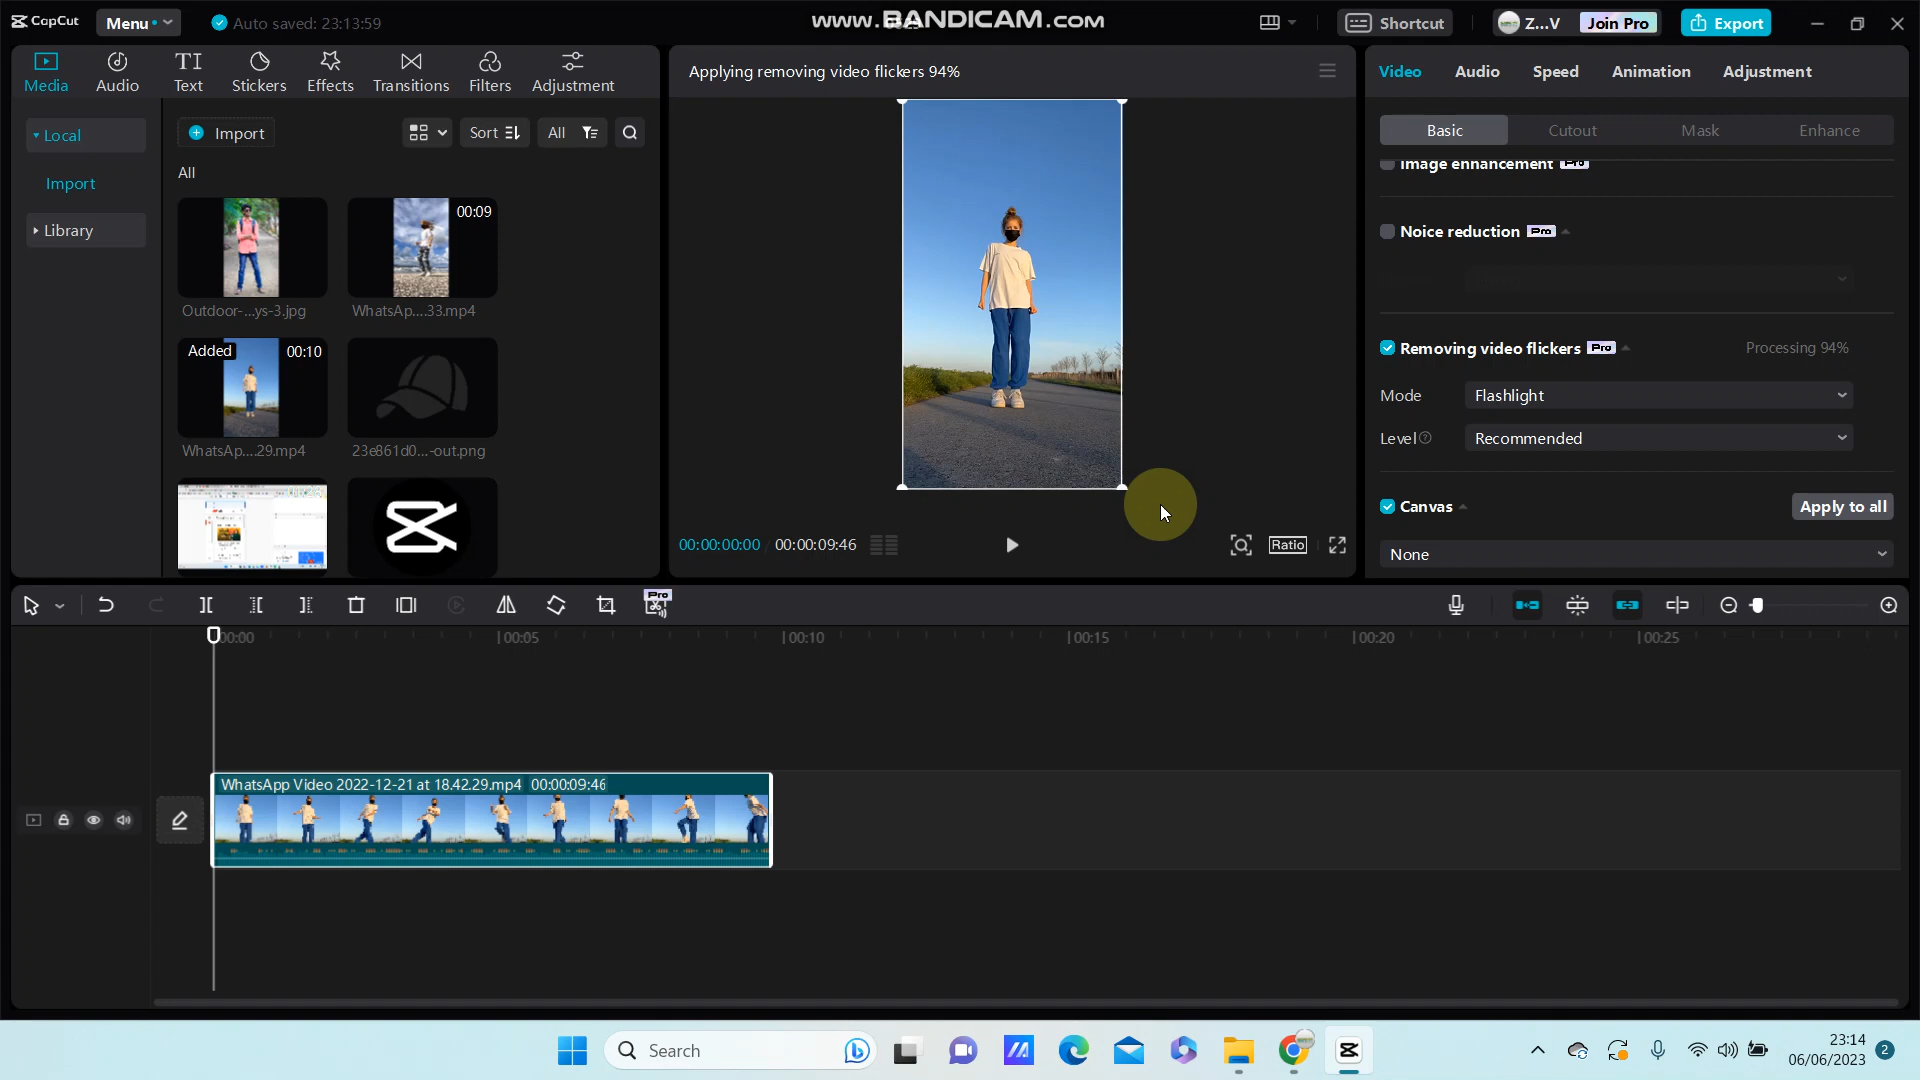 CapCut
Menu
Auto saved: 23:13:59
www.BANDICAM.com
Shortcut
Z...V
Join Pro
Export
Media
Audio
Text
Stickers
Effects
Transitions
Filters
Adjustment
Applying removing video flickers 94%
Video
Audio
Speed
Animation
Adjustment
Local
Import
Sort
All
Basic
Cutout
Mask
Enhance
Import
Library
All
Image enhancement Pro
Outdoor-...ys-3.jpg
00:09
WhatsAp....33.mp4
Noice reduction Pro
Added
00:10
WhatsAp....29.mp4
23e861d0...-out.png
Removing video flickers Pro
Processing 94%
Mode
Flashlight
Level
Recommended
Canvas
Apply to all
None
00:00:00:00
00:00:09:46
Ratio
Pro
00:00
00:05
00:10
00:15
00:20
00:25
WhatsApp Video 2022-12-21 at 18.42.29.mp4 00:00:09:46
Search
23:14
06/06/2023
2